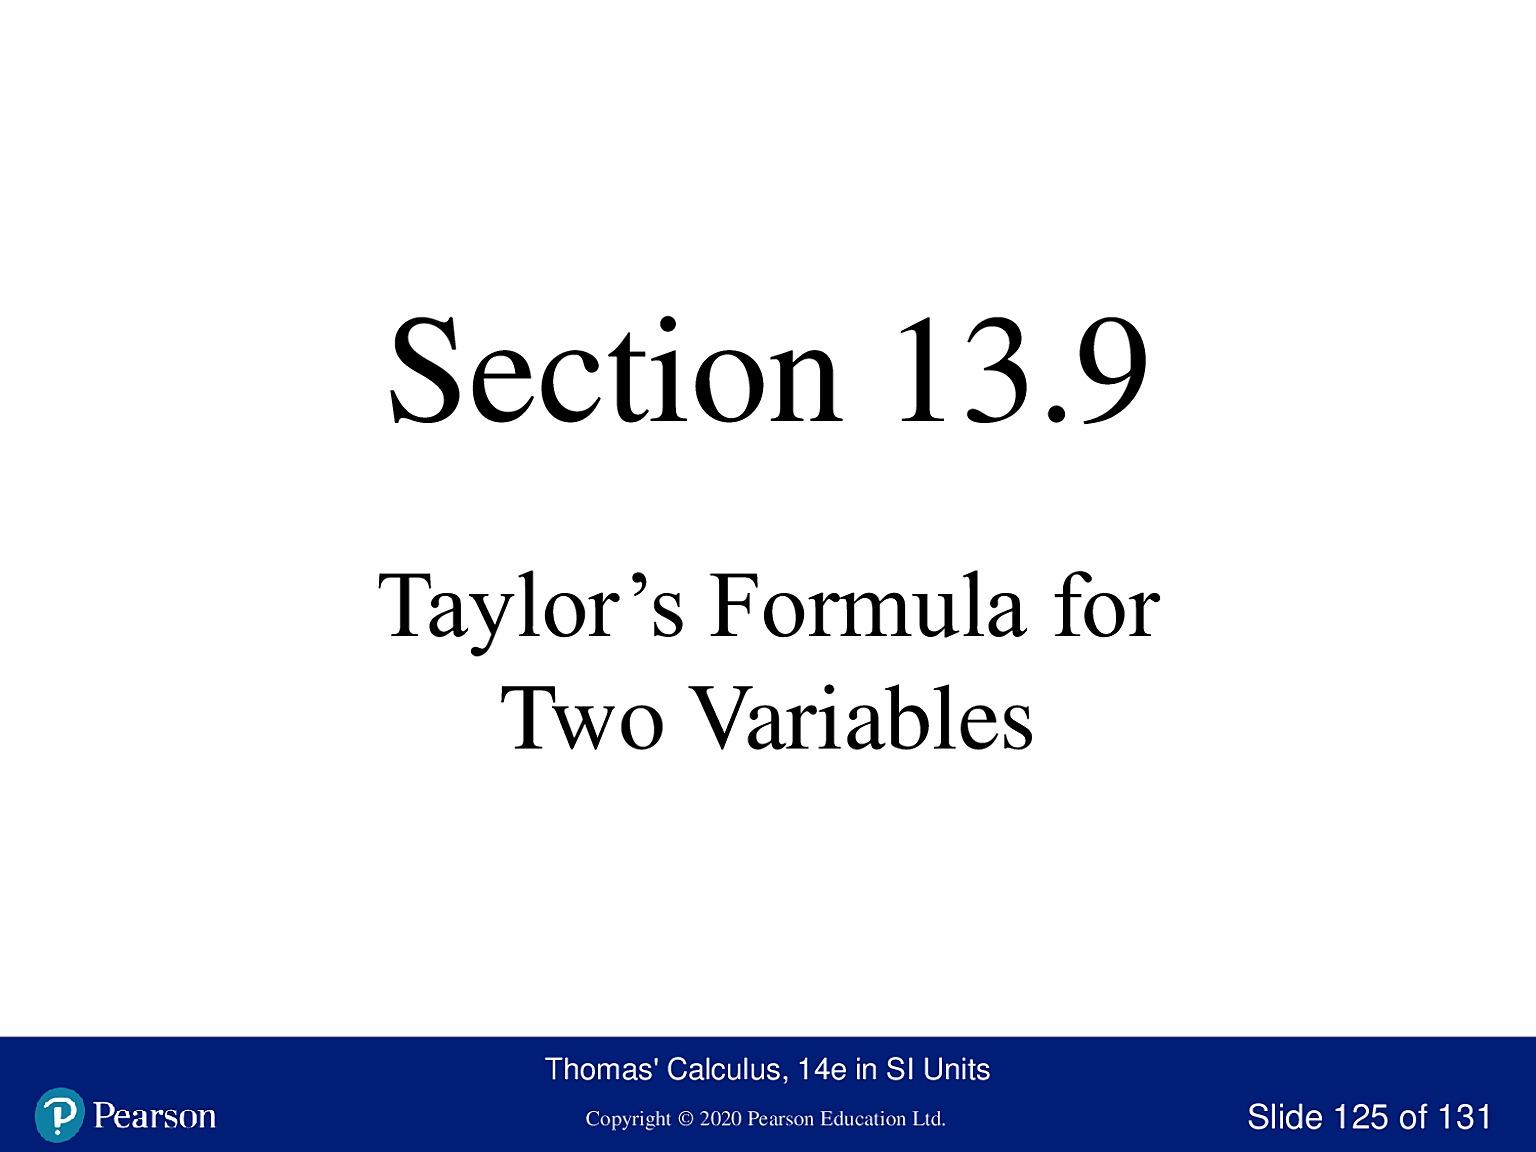 Section 13.9
Taylor’s Formula for
Two Variables
Thomas' Calculus, 14e in SI Units
Pearson
Copyright © 2020 Pearson Education Ltd.
Slide 125 of 131